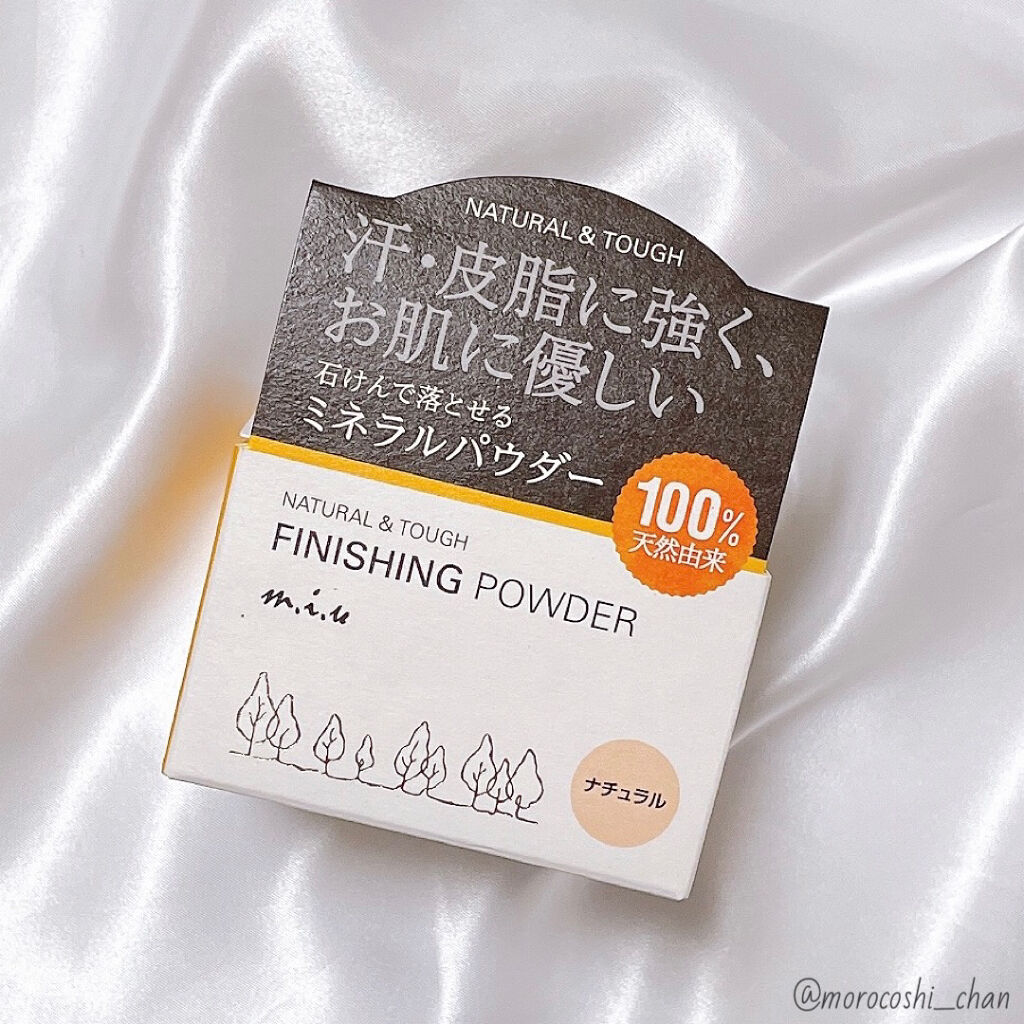 NATURAL & TOUGH
汗・皮脂に強く、
お肌に優しい
石けんで落とせる
ミネラルパウダー
100%
天然由来
NATURAL & TOUGH
FINISHING POWDER
m.i.u
ナチュラル
@morocoshi_chan